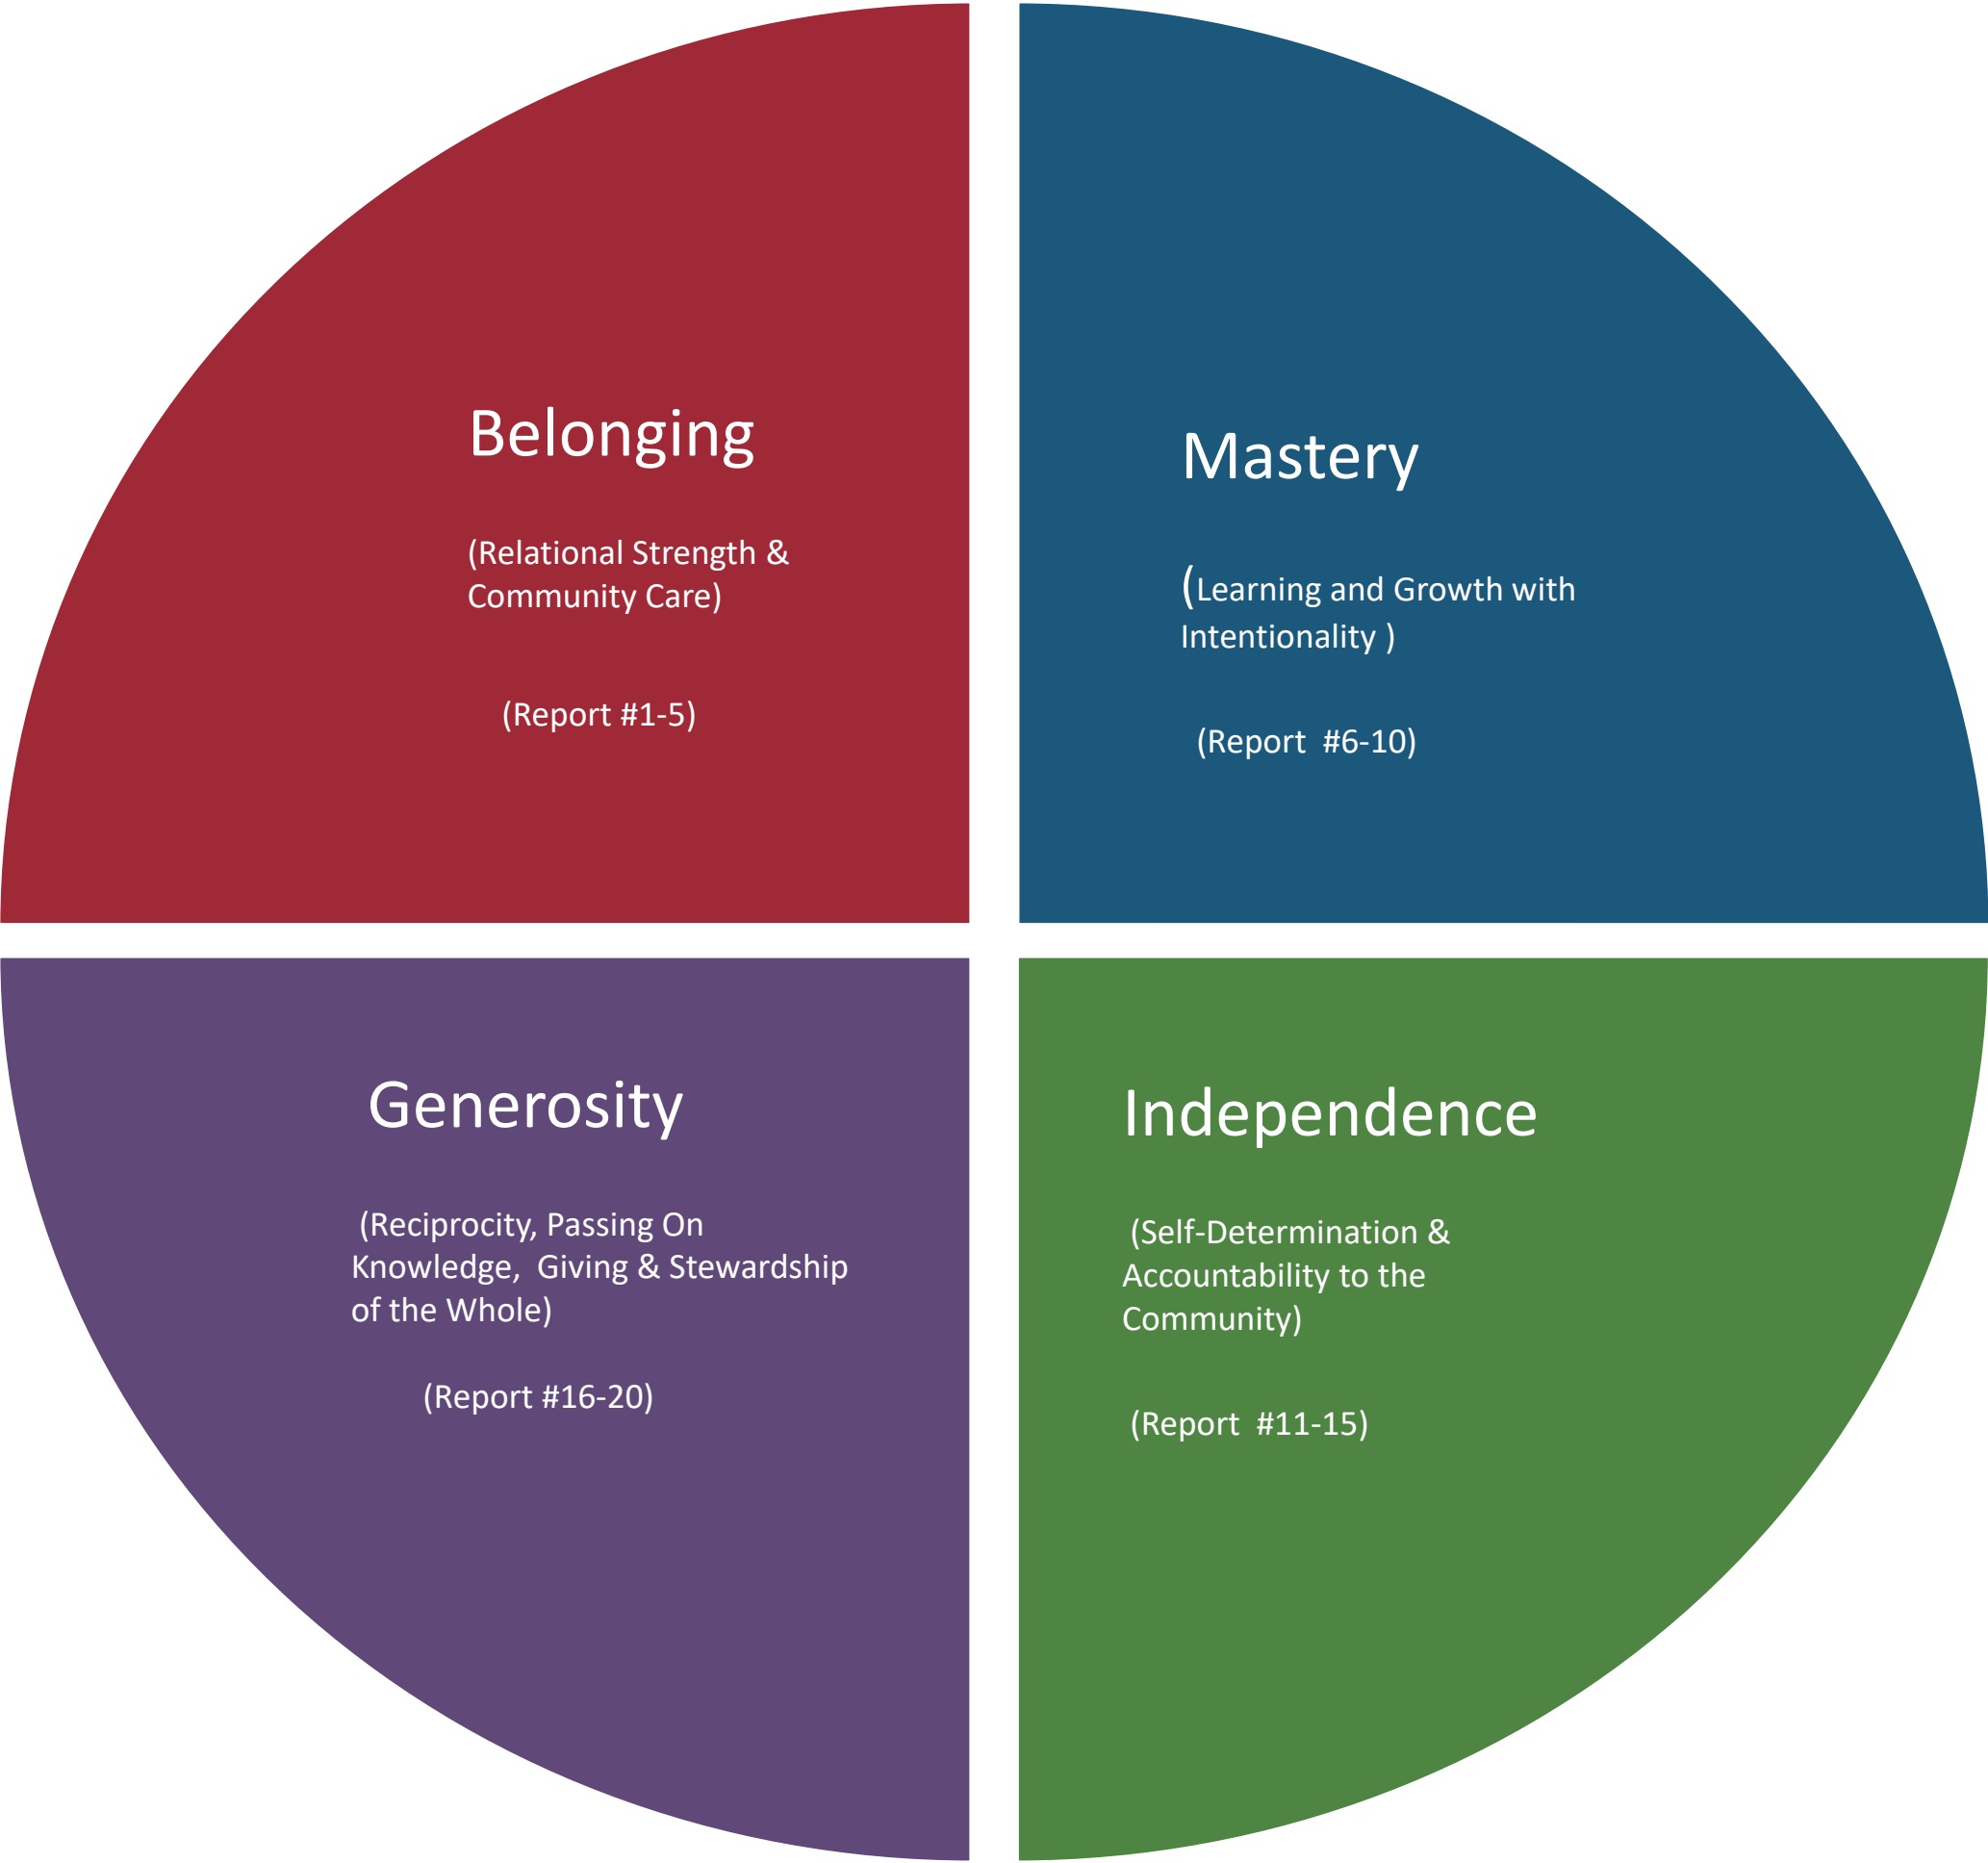 Belonging
(Relational Strength &
Community Care)
(Report #1-5)
Mastery
(Learning and Growth with
Intentionality )
(Report  #6-10)
Generosity
(Reciprocity, Passing On
Knowledge,  Giving & Stewardship
of the Whole)
(Report #16-20)
Independence
(Self-Determination &
Accountability to the
Community)
(Report  #11-15)